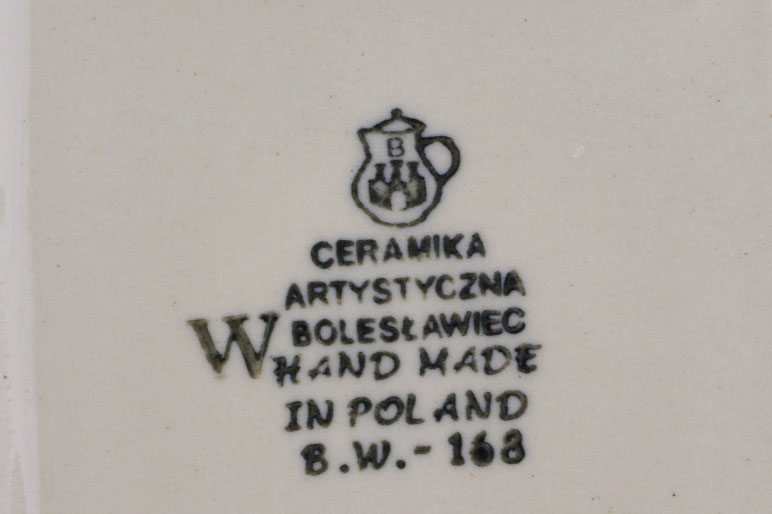 B
CERAMIKA
ARTYSTYCZNA
BOLESŁAWIEC
W
HAND MADE
IN POLAND
B.W.-168